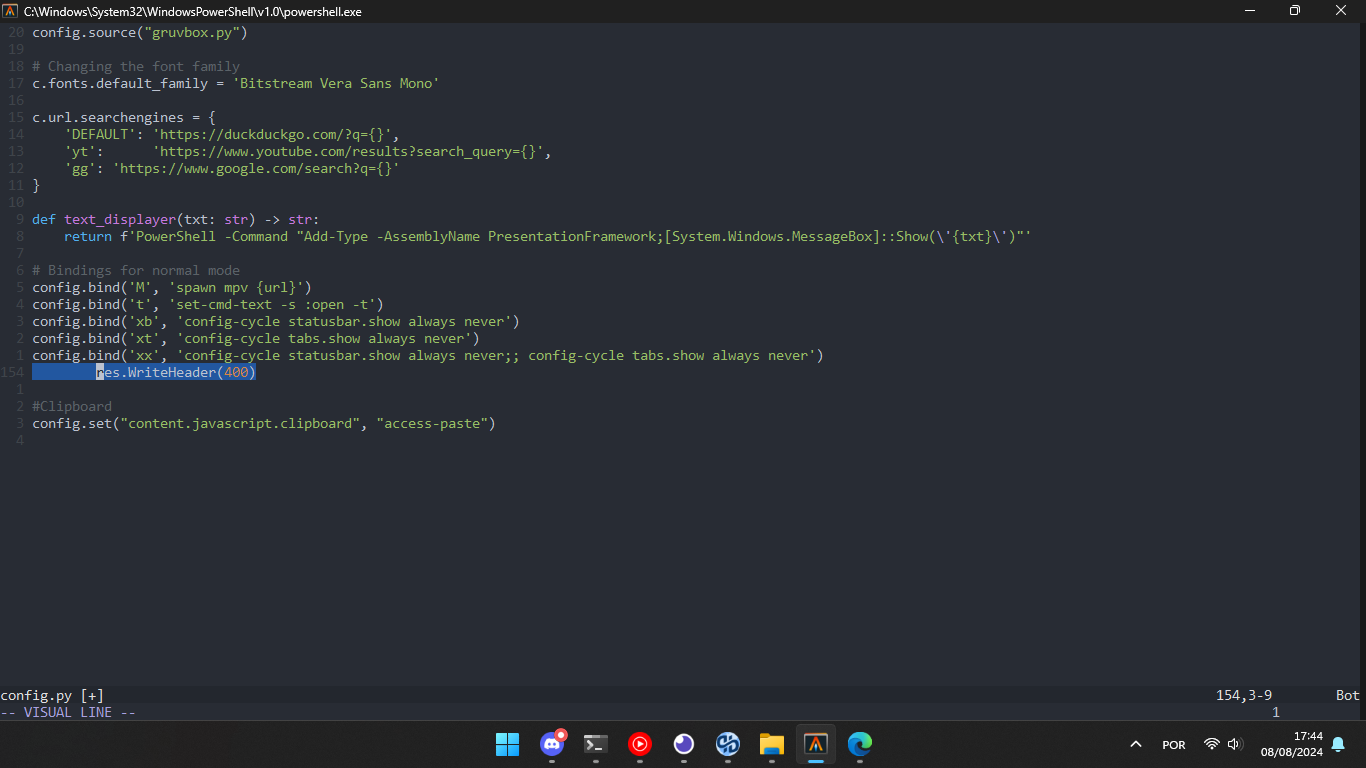 C:\Windows\System32\WindowsPowerShell\v1.0\powershell.exe
20 config.source("gruvbox.py")
19
18 # Changing the font family
17 c.fonts.default_family = 'Bitstream Vera Sans Mono'
16
15 c.url.searchengines = {
14     'DEFAULT': 'https://duckduckgo.com/?q={}',
13     'yt':      'https://www.youtube.com/results?search_query={}',
12     'gg': 'https://www.google.com/search?q={}'
11 }
10
9 def text_displayer(txt: str) -> str:
8     return f'PowerShell -Command "Add-Type -AssemblyName PresentationFramework;[System.Windows.MessageBox]::Show(\'{txt}\')"'
7
6 # Bindings for normal mode
5 config.bind('M', 'spawn mpv {url}')
4 config.bind('t', 'set-cmd-text -s :open -t')
3 config.bind('xb', 'config-cycle statusbar.show always never')
2 config.bind('xt', 'config-cycle tabs.show always never')
1 config.bind('xx', 'config-cycle statusbar.show always never;; config-cycle tabs.show always never')
154         res.WriteHeader(400)
1
2 #Clipboard
3 config.set("content.javascript.clipboard", "access-paste")
4
config.py [+] 154,3-9 Bot
-- VISUAL LINE -- 1
POR 17:44
08/08/2024